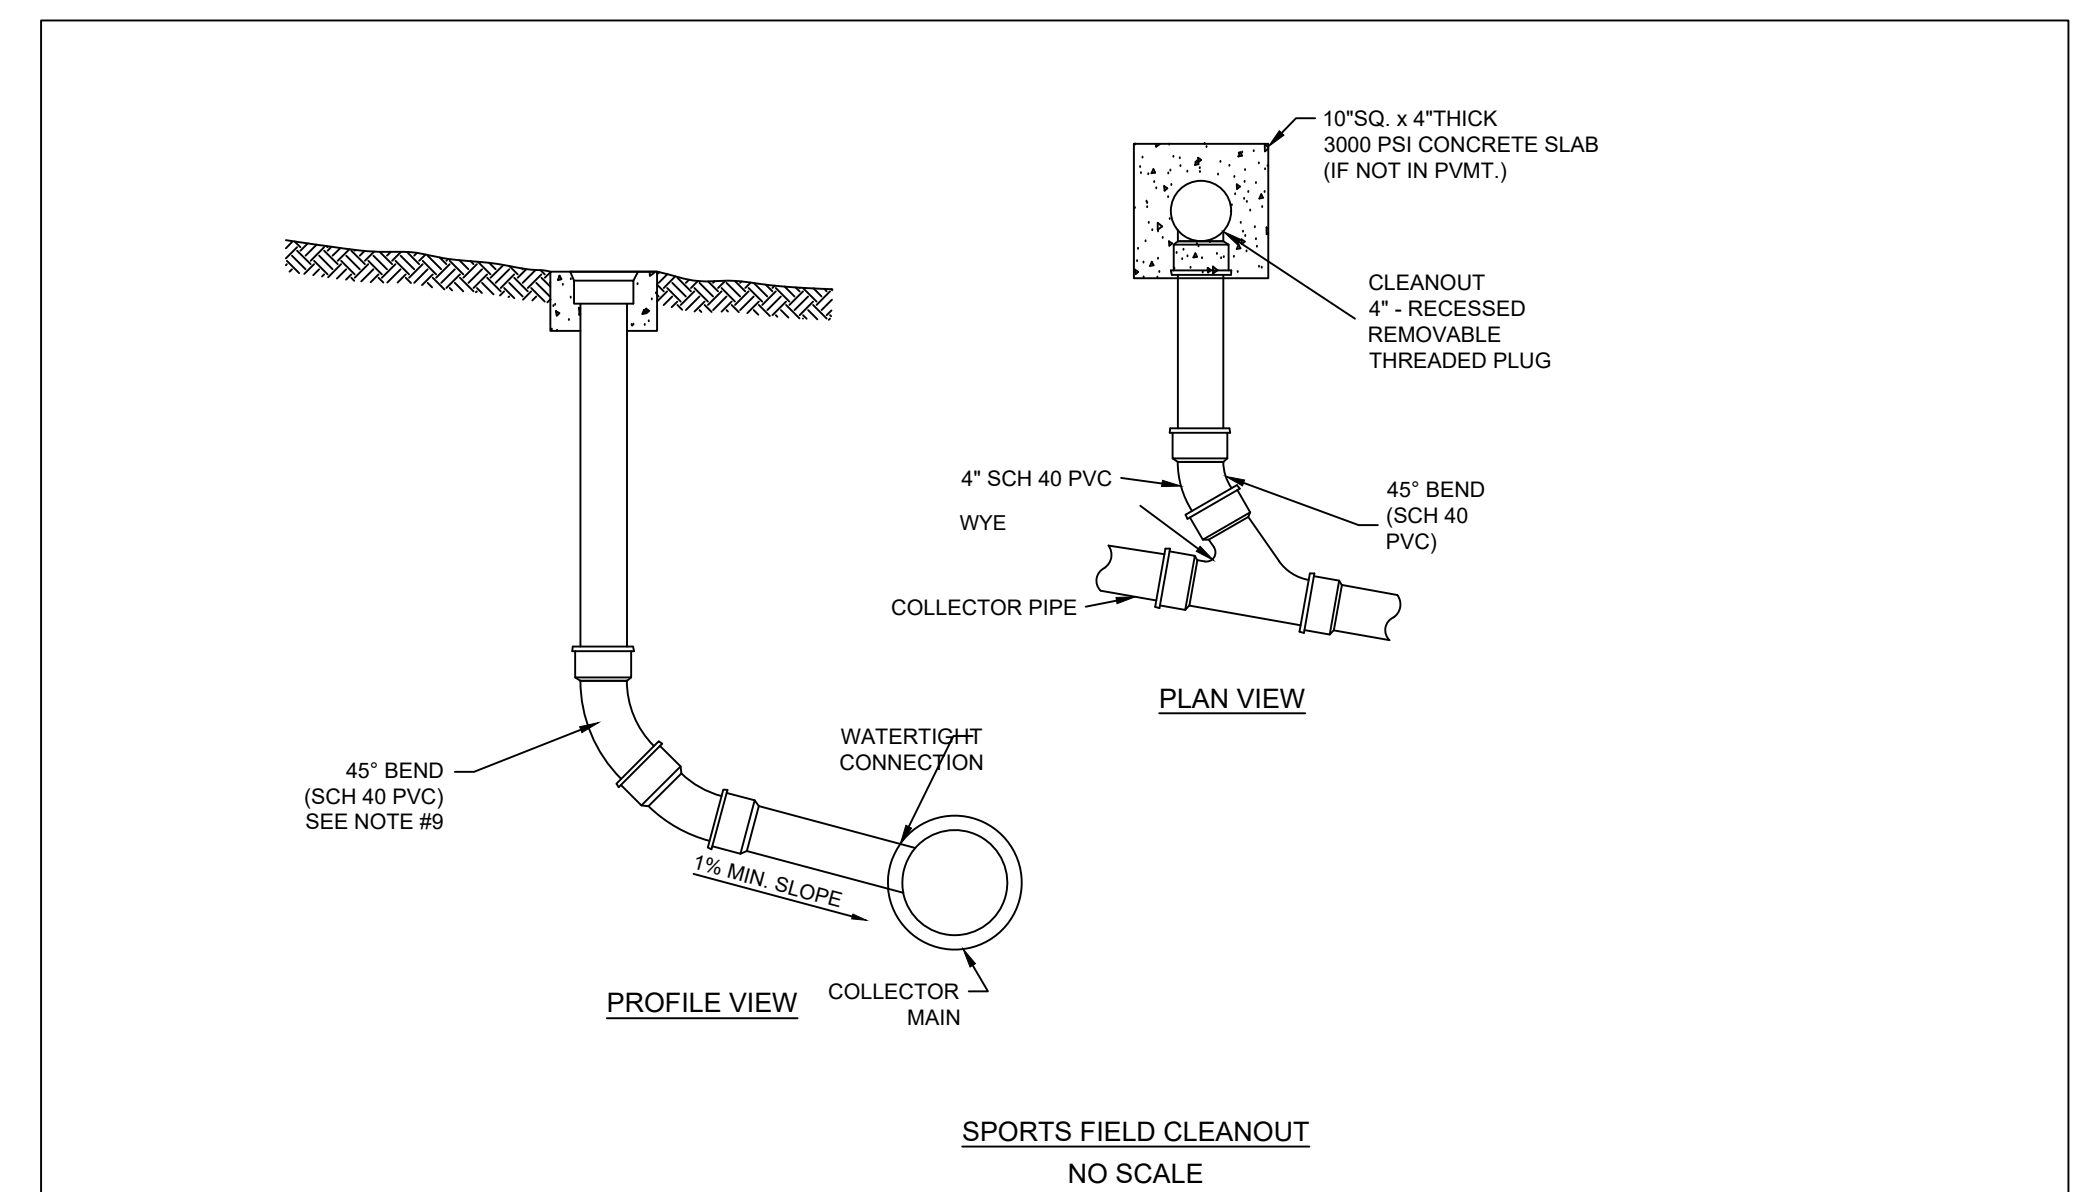 10"SQ. x 4"THICK
3000 PSI CONCRETE SLAB
(IF NOT IN PVMT.)
CLEANOUT
4" - RECESSED
REMOVABLE
THREADED PLUG
4" SCH 40 PVC
WYE
45° BEND
(SCH 40
PVC)
COLLECTOR PIPE
PLAN VIEW
WATERTIGHT
CONNECTION
45° BEND
(SCH 40 PVC)
SEE NOTE #9
1% MIN. SLOPE
COLLECTOR
MAIN
PROFILE VIEW
SPORTS FIELD CLEANOUT
NO SCALE